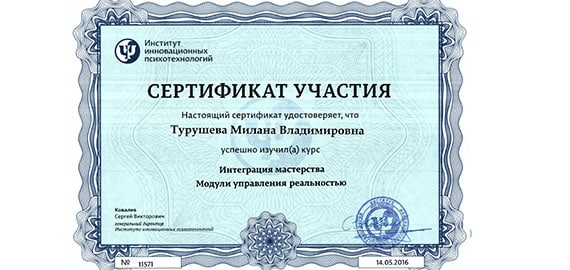 Институт
инновационных
психотехнологий
СЕРТИФИКАТ УЧАСТИЯ
Настоящий сертификат удостоверяет, что
Турушева Милана Владимировна
успешно изучил(а) курс
Интеграция мастерства
Модули управления реальностью
Ковалев
Сергей Викторович
генеральный директор
Института инновационных психотехнологий
№ 11571
14.05.2016